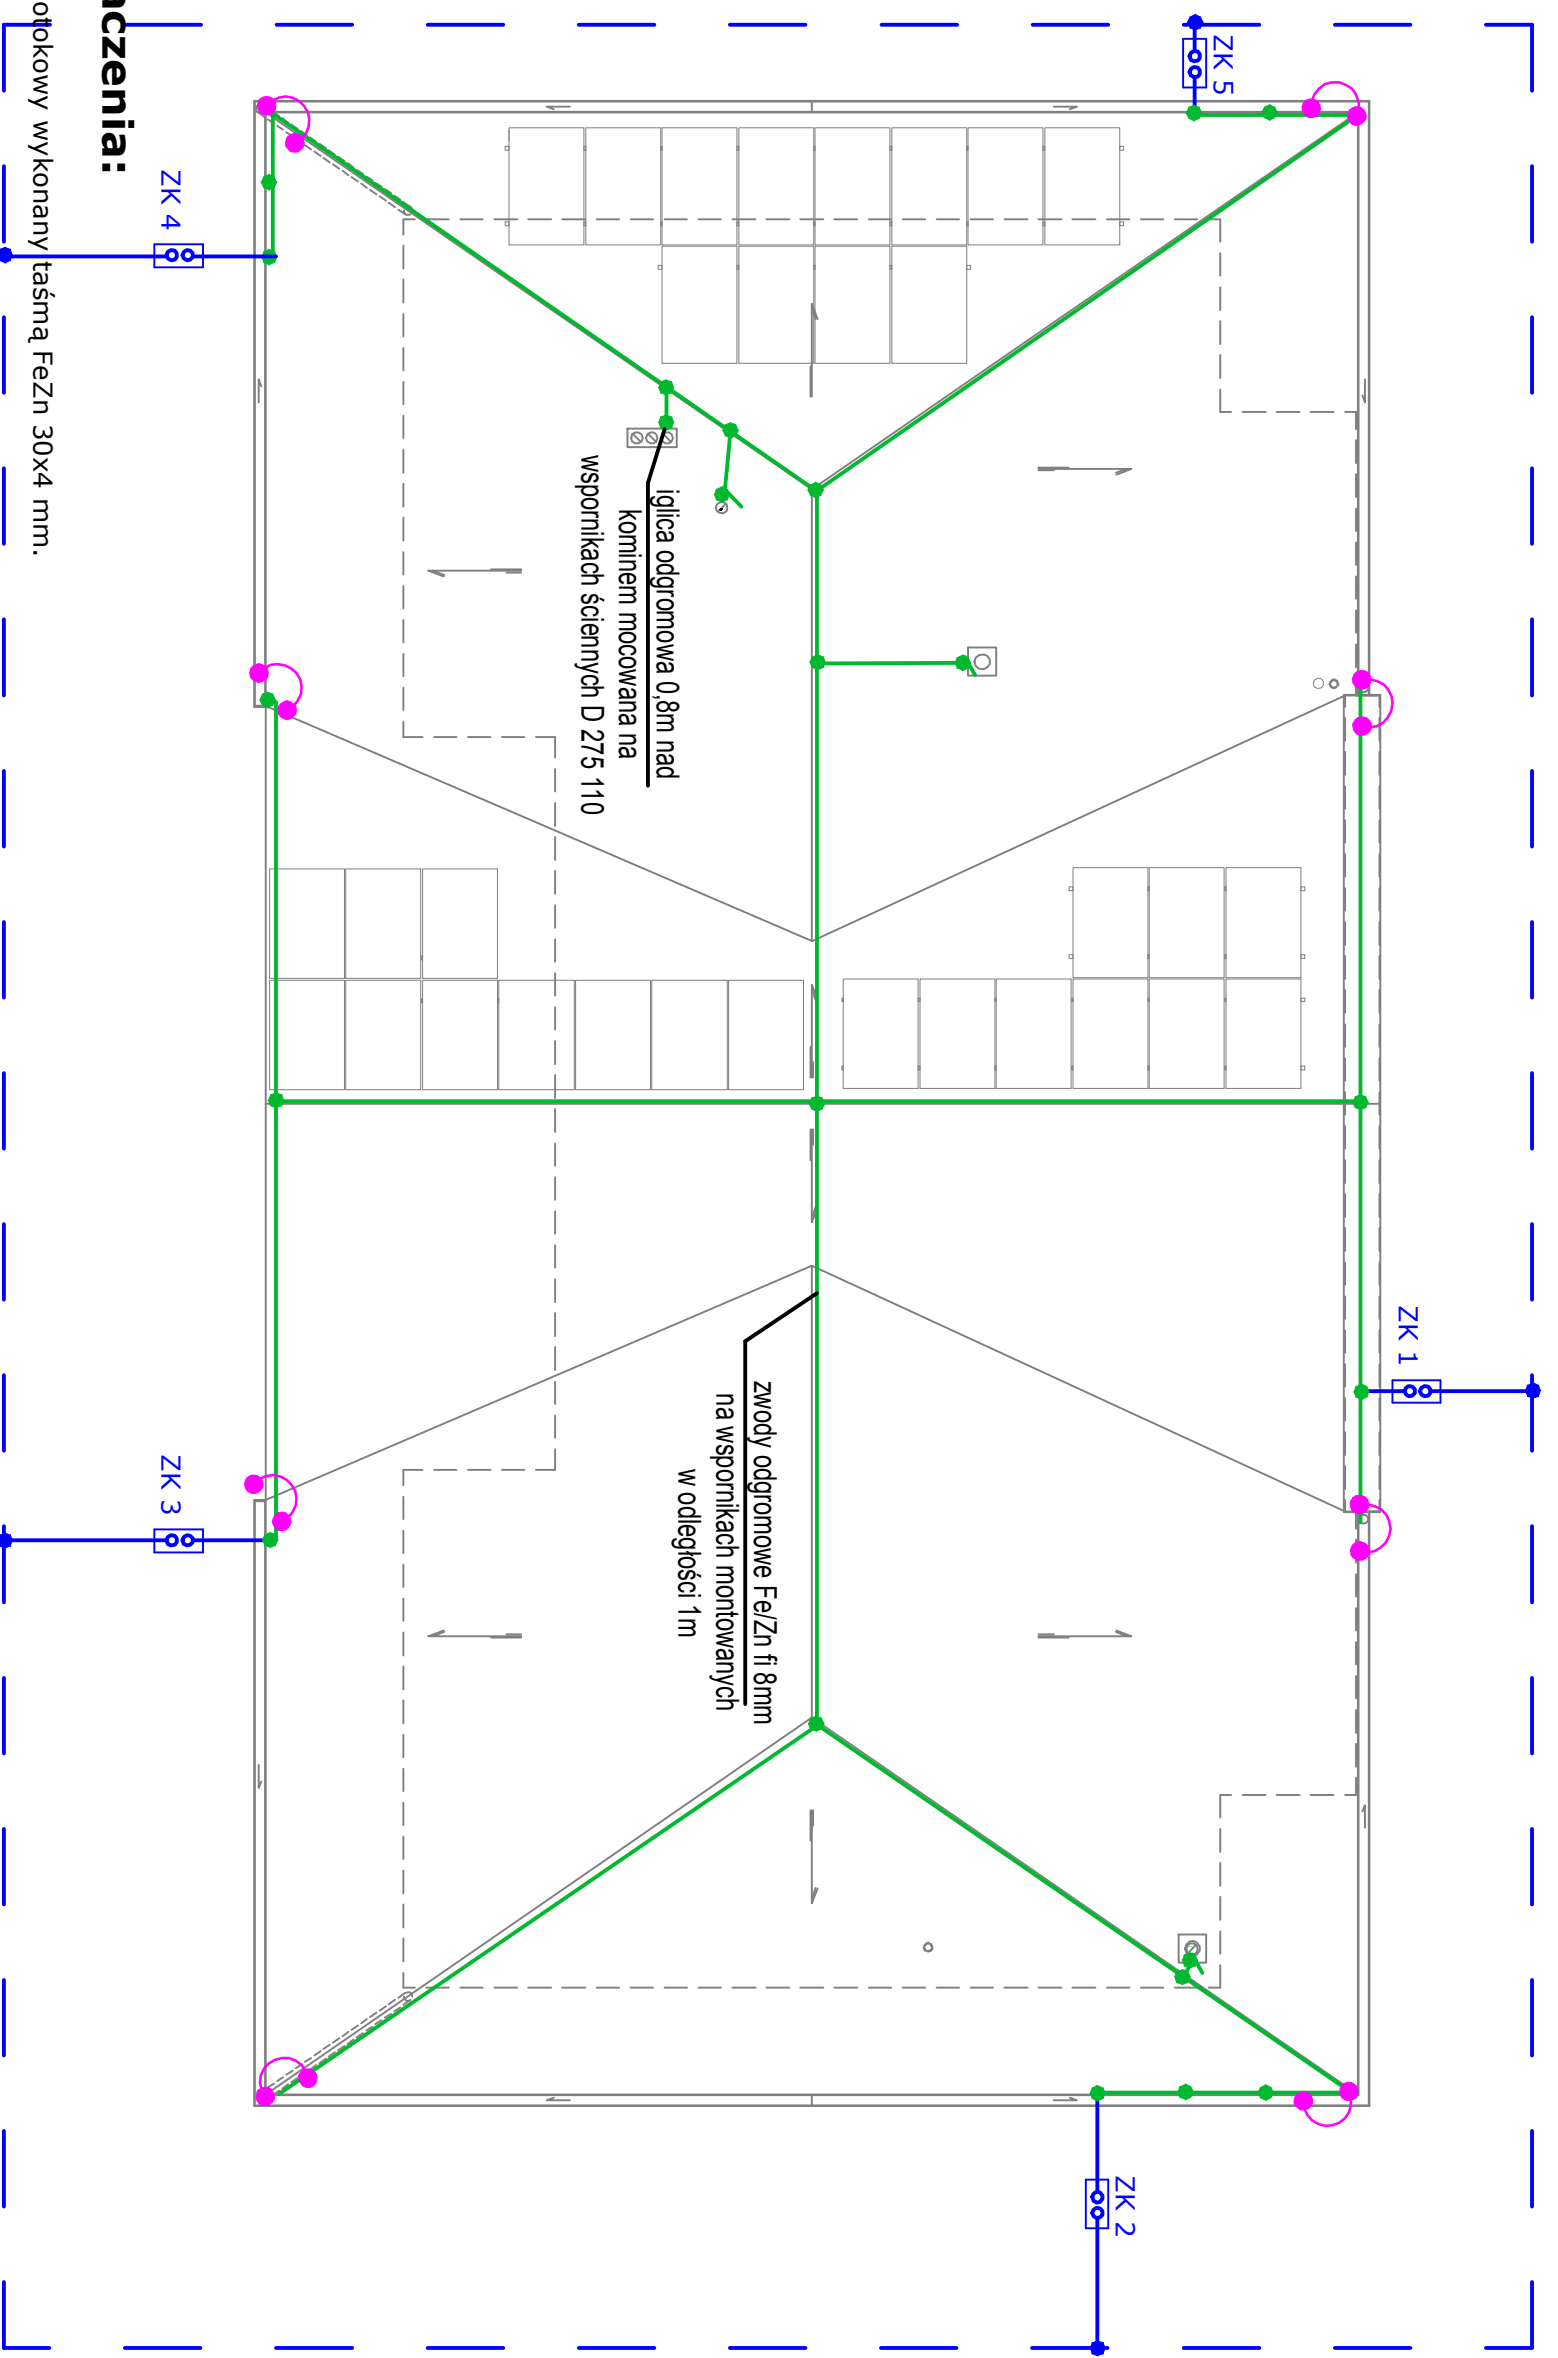 ZK 5
ZK 1
ZK 2
iglica odgromowa 0,8m nad
kominem mocowana na
wspornikach ściennych D 275 110
zwody odgromowe Fe/Zn fi 8mm
na wspornikach montowanych
w odległości 1m
ZK 4
ZK 3
czenia:
otokowy wykonany taśmą FeZn 30x4 mm.